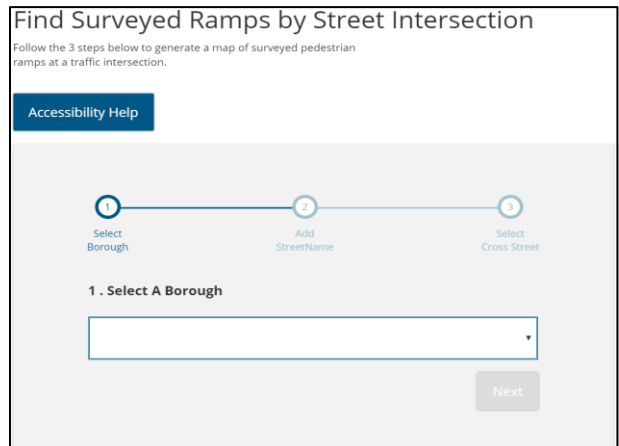 Find Surveyed Ramps by Street Intersection
Follow the 3 steps below to generate a map of surveyed pedestrian
ramps at a traffic intersection.
Accessibility Help
1
2
3
Select
Borough
Add
StreetName
Select
Cross Street
1 . Select A Borough
Next